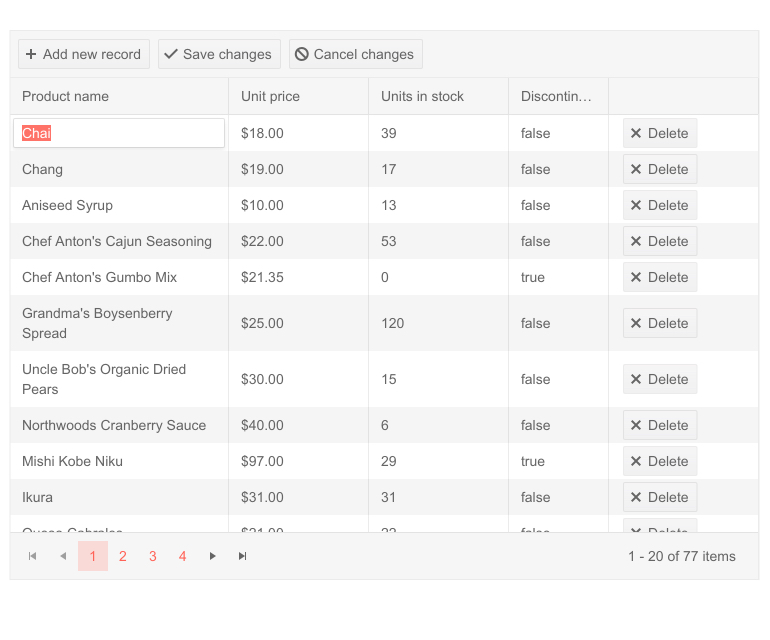 Add new record Save changes Cancel changes
Product name Unit price Units in stock Discontin…
Chai $18.00 39 false Delete
Chang $19.00 17 false Delete
Aniseed Syrup $10.00 13 false Delete
Chef Anton's Cajun Seasoning $22.00 53 false Delete
Chef Anton's Gumbo Mix $21.35 0 true Delete
Grandma's Boysenberry
Spread $25.00 120 false Delete
Uncle Bob's Organic Dried
Pears $30.00 15 false Delete
Northwoods Cranberry Sauce $40.00 6 false Delete
Mishi Kobe Niku $97.00 29 true Delete
Ikura $31.00 31 false Delete
1 2 3 4 1 - 20 of 77 items